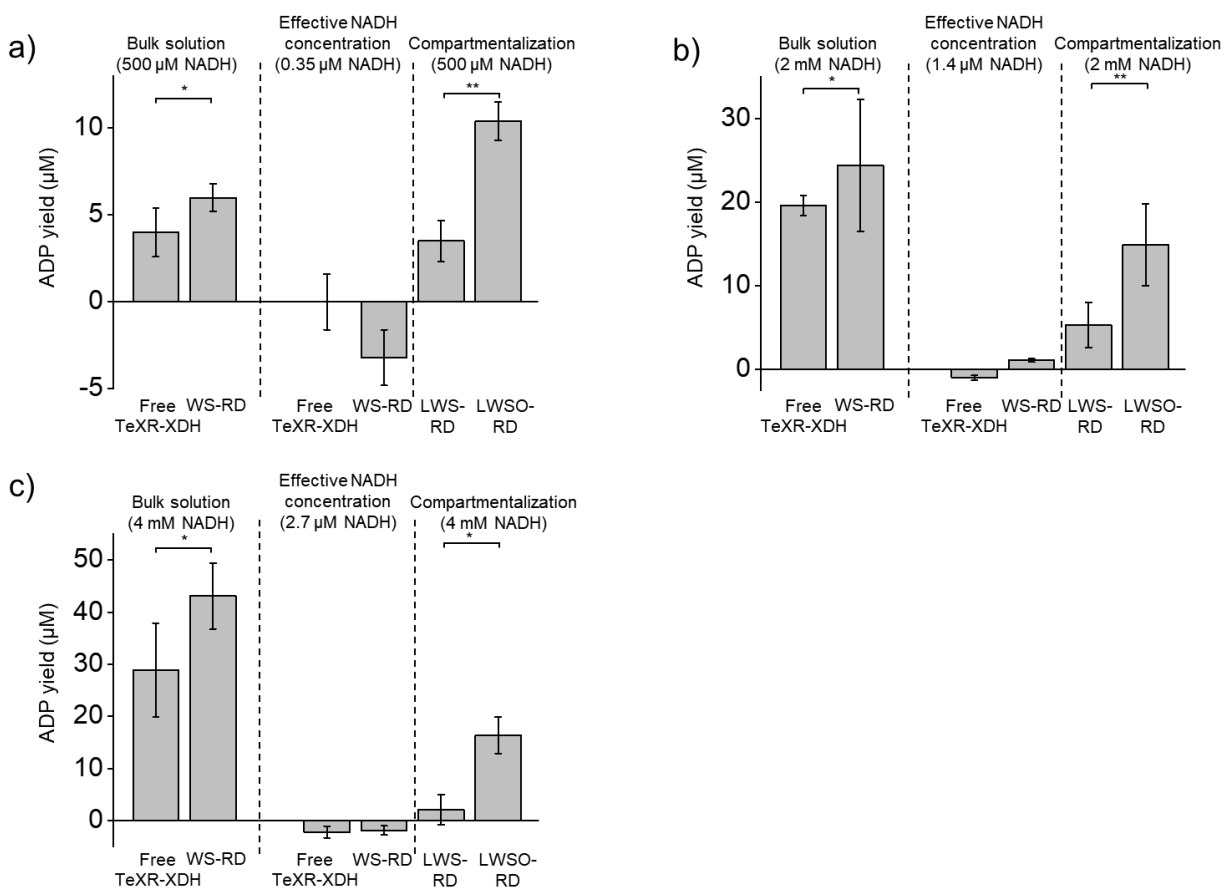 a)
Bulk solution
(500 µM NADH)
Effective NADH
concentration
(0.35 µM NADH)
Compartmentalization
(500 µM NADH)
*
**
ADP yield (µM)
10
5
0
-5
Free
TeXR-XDH
WS-RD
Free
TeXR-XDH
WS-RD
LWS-
RD
LWSO-
RD
b)
Bulk solution
(2 mM NADH)
Effective NADH
concentration
(1.4 µM NADH)
Compartmentalization
(2 mM NADH)
*
**
ADP yield (µM)
30
20
10
0
Free
TeXR-XDH
WS-RD
Free
TeXR-XDH
WS-RD
LWS-
RD
LWSO-
RD
c)
Bulk solution
(4 mM NADH)
Effective NADH
concentration
(2.7 µM NADH)
Compartmentalization
(4 mM NADH)
*
*
ADP yield (µM)
50
40
30
20
10
0
Free
TeXR-XDH
WS-RD
Free
TeXR-XDH
WS-RD
LWS-
RD
LWSO-
RD